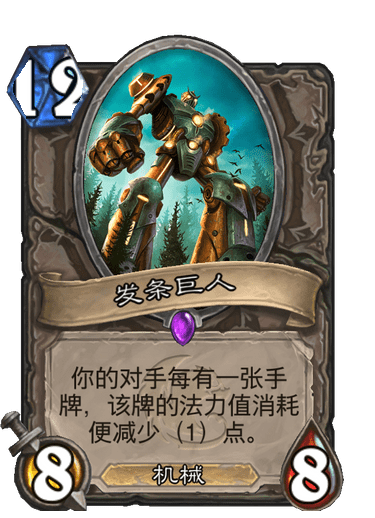 12
发条巨人
你的对手每有一张手
牌，该牌的法力值消耗
便减少（1）点。
8
机械
8